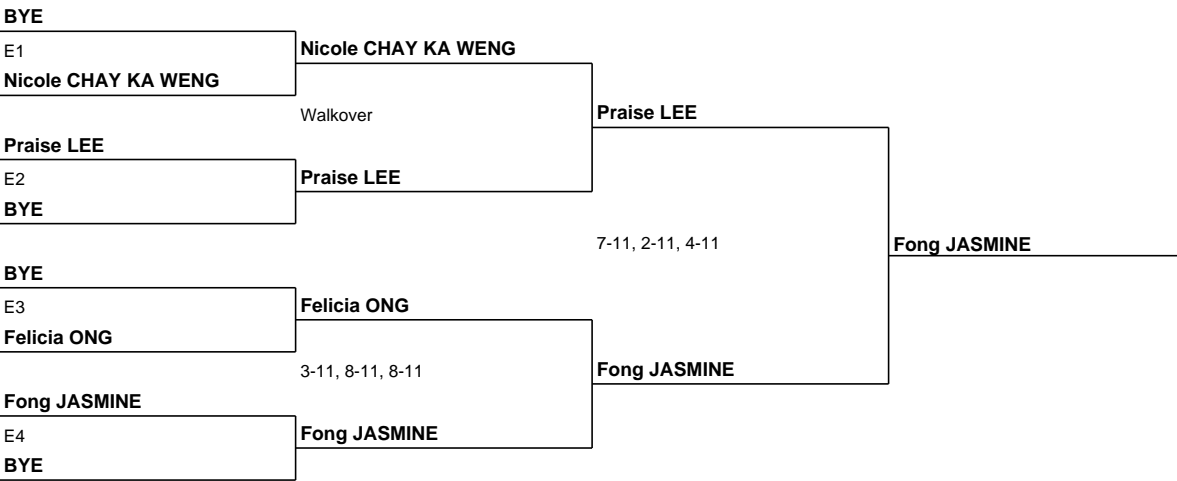 BYE
E1
Nicole CHAY KA WENG
Nicole CHAY KA WENG
Walkover
Praise LEE
Praise LEE
E2
BYE
Praise LEE
7-11, 2-11, 4-11
Fong JASMINE
BYE
E3
Felicia ONG
Felicia ONG
3-11, 8-11, 8-11
Fong JASMINE
Fong JASMINE
E4
BYE
Fong JASMINE